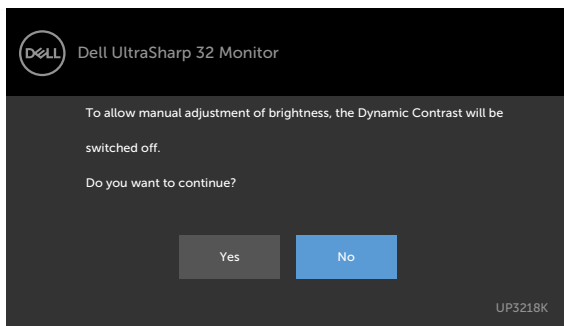 DELL
Dell UltraSharp 32 Monitor
To allow manual adjustment of brightness, the Dynamic Contrast will be
switched off.
Do you want to continue?
Yes
No
UP3218K